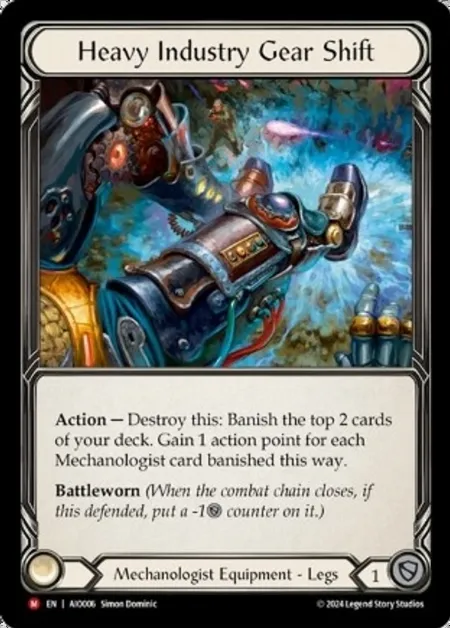 Heavy Industry Gear Shift
Action — Destroy this: Banish the top 2 cards
of your deck. Gain 1 action point for each
Mechanologist card banished this way.
Battleworn (When the combat chain closes, if
this defended, put a -1 counter on it.)
Mechanologist Equipment - Legs
1
M EN | AIO006 Simon Dominic
© 2024 Legend Story Studios